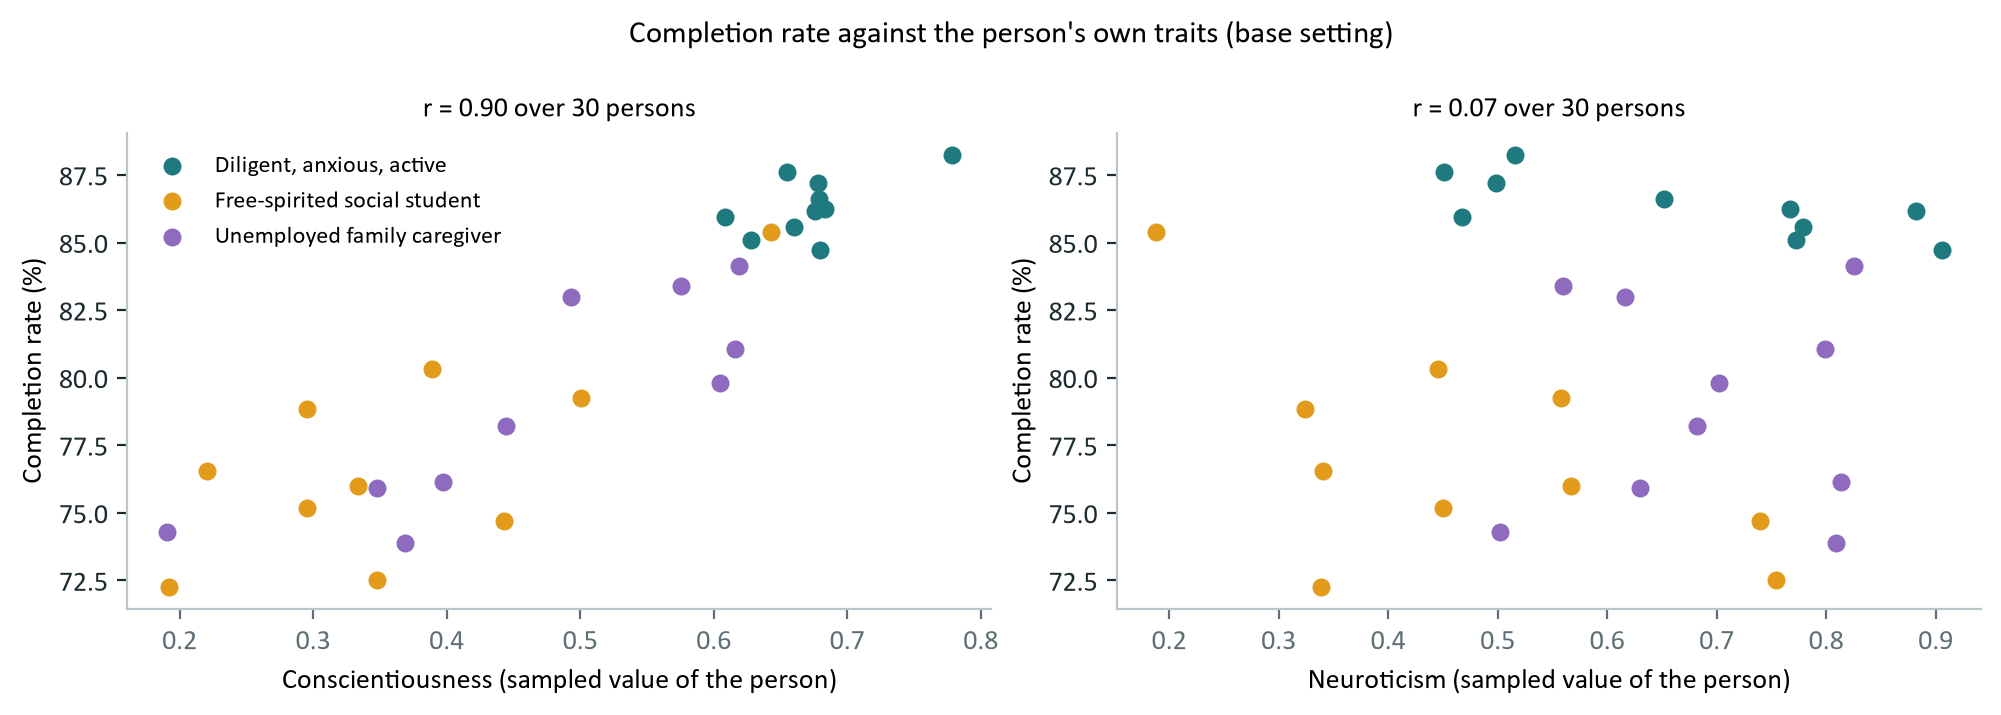 Completion rate against the person's own traits (base setting)
r = 0.90 over 30 persons
Diligent, anxious, active
Free-spirited social student
Unemployed family caregiver
Completion rate (%)
87.5
85.0
82.5
80.0
77.5
75.0
72.5
0.2 0.3 0.4 0.5 0.6 0.7 0.8
Conscientiousness (sampled value of the person)
r = 0.07 over 30 persons
Completion rate (%)
87.5
85.0
82.5
80.0
77.5
75.0
72.5
0.2 0.3 0.4 0.5 0.6 0.7 0.8 0.9
Neuroticism (sampled value of the person)